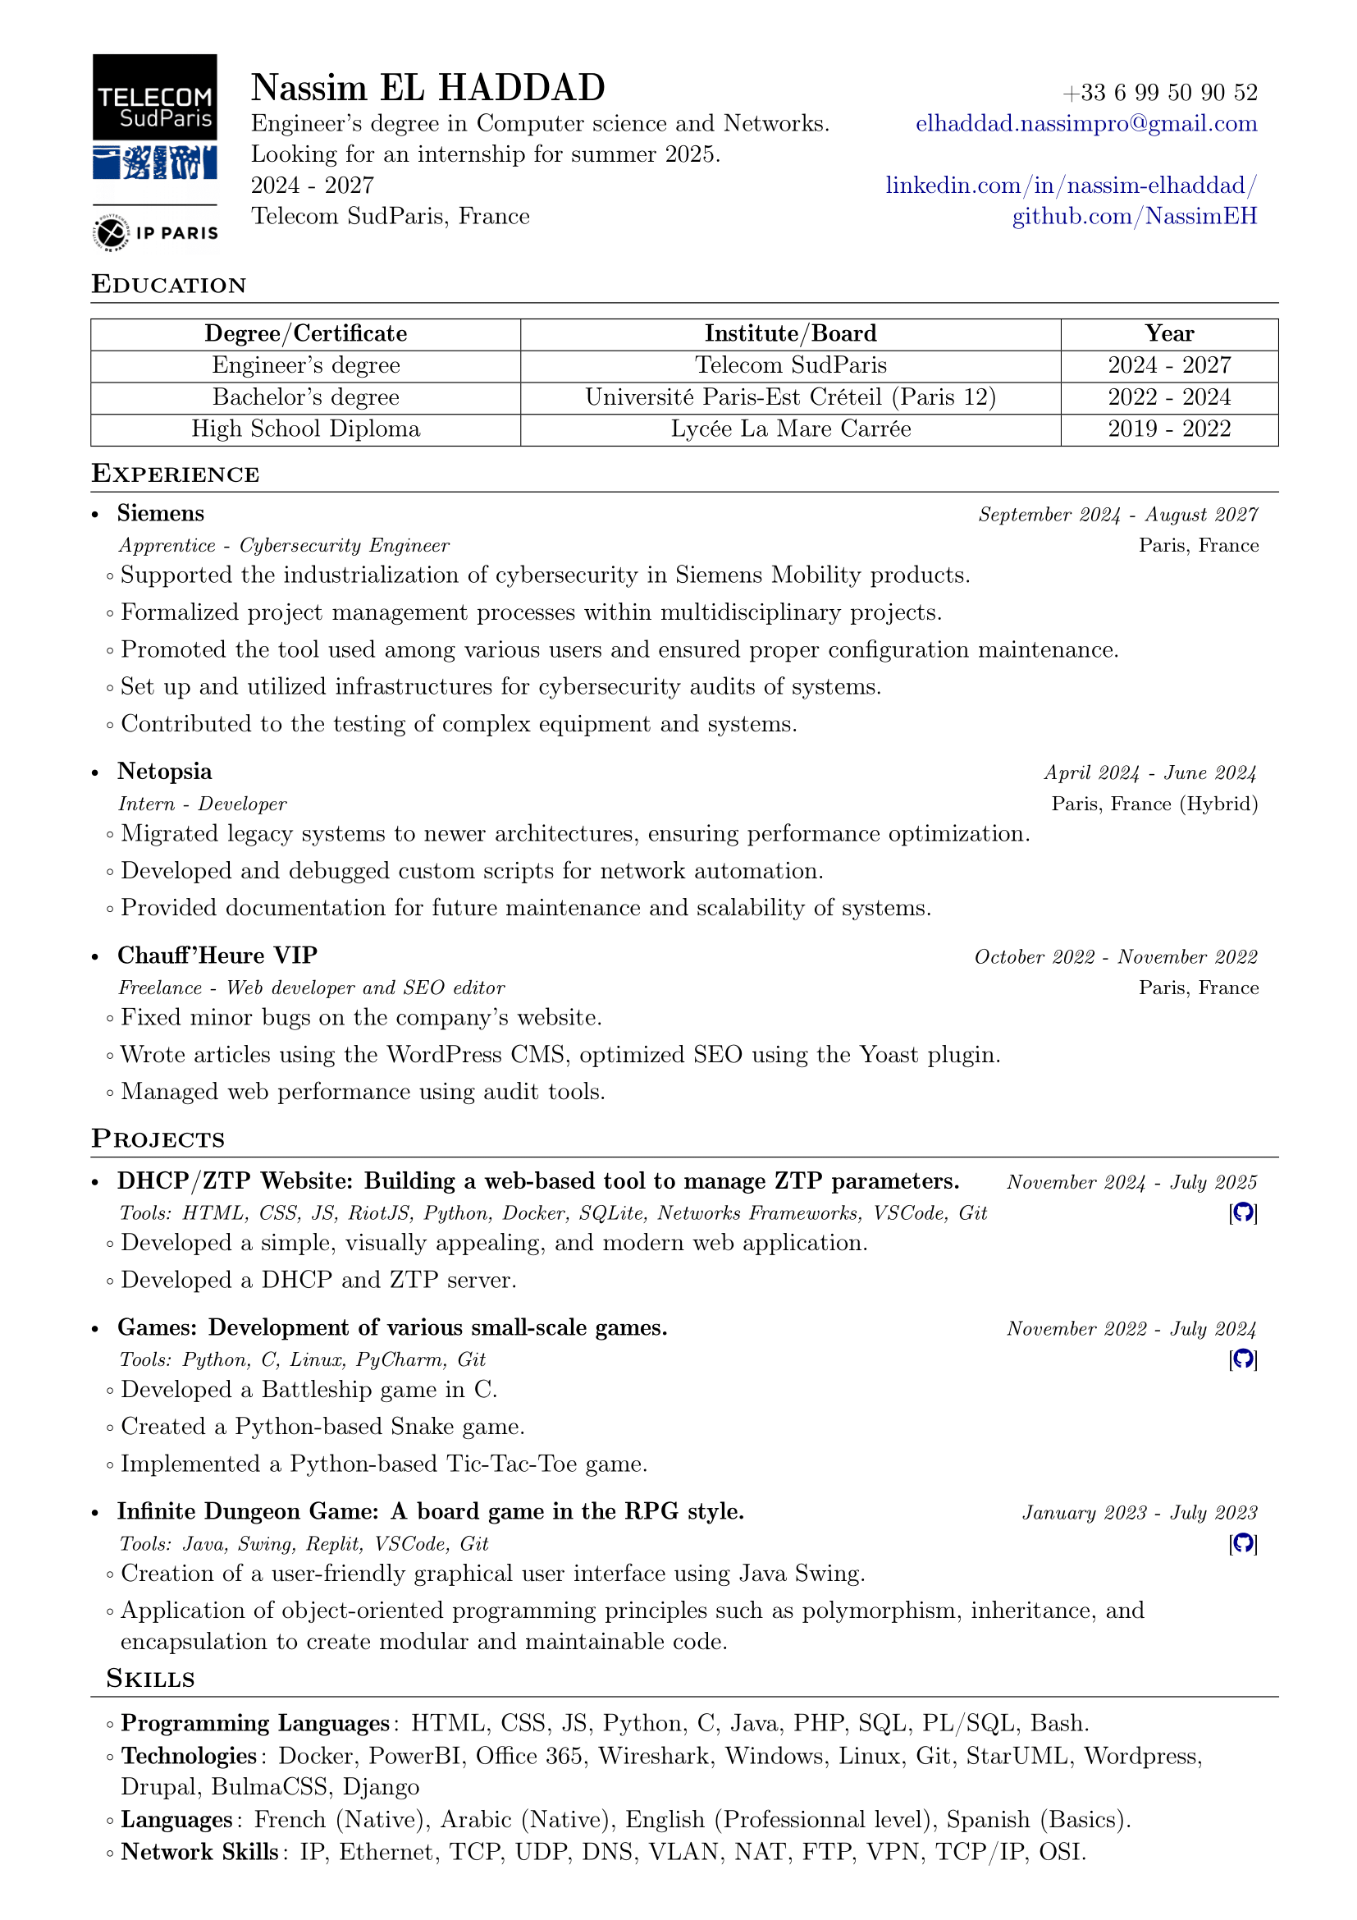 TELECOM
SudParis
IP PARIS
Nassim EL HADDAD
Engineer's degree in Computer science and Networks.
Looking for an internship for summer 2025.
2024 - 2027
Telecom SudParis, France
+33 6 99 50 90 52
elhaddad.nassimpro@gmail.com
linkedin.com/in/nassim-elhaddad/
github.com/NassimEH
EDUCATION
Degree/Certificate Institute/Board Year
Engineer's degree Telecom SudParis 2024 - 2027
Bachelor's degree Université Paris-Est Créteil (Paris 12) 2022 - 2024
High School Diploma Lycée La Mare Carrée 2019 - 2022
EXPERIENCE
• Siemens September 2024 - August 2027
Apprentice - Cybersecurity Engineer Paris, France
◦ Supported the industrialization of cybersecurity in Siemens Mobility products.
◦ Formalized project management processes within multidisciplinary projects.
◦ Promoted the tool used among various users and ensured proper configuration maintenance.
◦ Set up and utilized infrastructures for cybersecurity audits of systems.
◦ Contributed to the testing of complex equipment and systems.
• Netopsia April 2024 - June 2024
Intern - Developer Paris, France (Hybrid)
◦ Migrated legacy systems to newer architectures, ensuring performance optimization.
◦ Developed and debugged custom scripts for network automation.
◦ Provided documentation for future maintenance and scalability of systems.
• Chauff'Heure VIP October 2022 - November 2022
Freelance - Web developer and SEO editor Paris, France
◦ Fixed minor bugs on the company's website.
◦ Wrote articles using the WordPress CMS, optimized SEO using the Yoast plugin.
◦ Managed web performance using audit tools.
PROJECTS
• DHCP/ZTP Website: Building a web-based tool to manage ZTP parameters. November 2024 - July 2025
Tools: HTML, CSS, JS, RiotJS, Python, Docker, SQLite, Networks Frameworks, VSCode, Git []
◦ Developed a simple, visually appealing, and modern web application.
◦ Developed a DHCP and ZTP server.
• Games: Development of various small-scale games. November 2022 - July 2024
Tools: Python, C, Linux, PyCharm, Git []
◦ Developed a Battleship game in C.
◦ Created a Python-based Snake game.
◦ Implemented a Python-based Tic-Tac-Toe game.
• Infinite Dungeon Game: A board game in the RPG style. January 2023 - July 2023
Tools: Java, Swing, Replit, VSCode, Git []
◦ Creation of a user-friendly graphical user interface using Java Swing.
◦ Application of object-oriented programming principles such as polymorphism, inheritance, and
encapsulation to create modular and maintainable code.
SKILLS
◦ Programming Languages: HTML, CSS, JS, Python, C, Java, PHP, SQL, PL/SQL, Bash.
◦ Technologies: Docker, PowerBI, Office 365, Wireshark, Windows, Linux, Git, StarUML, Wordpress,
Drupal, BulmaCSS, Django
◦ Languages: French (Native), Arabic (Native), English (Professionnal level), Spanish (Basics).
◦ Network Skills: IP, Ethernet, TCP, UDP, DNS, VLAN, NAT, FTP, VPN, TCP/IP, OSI.